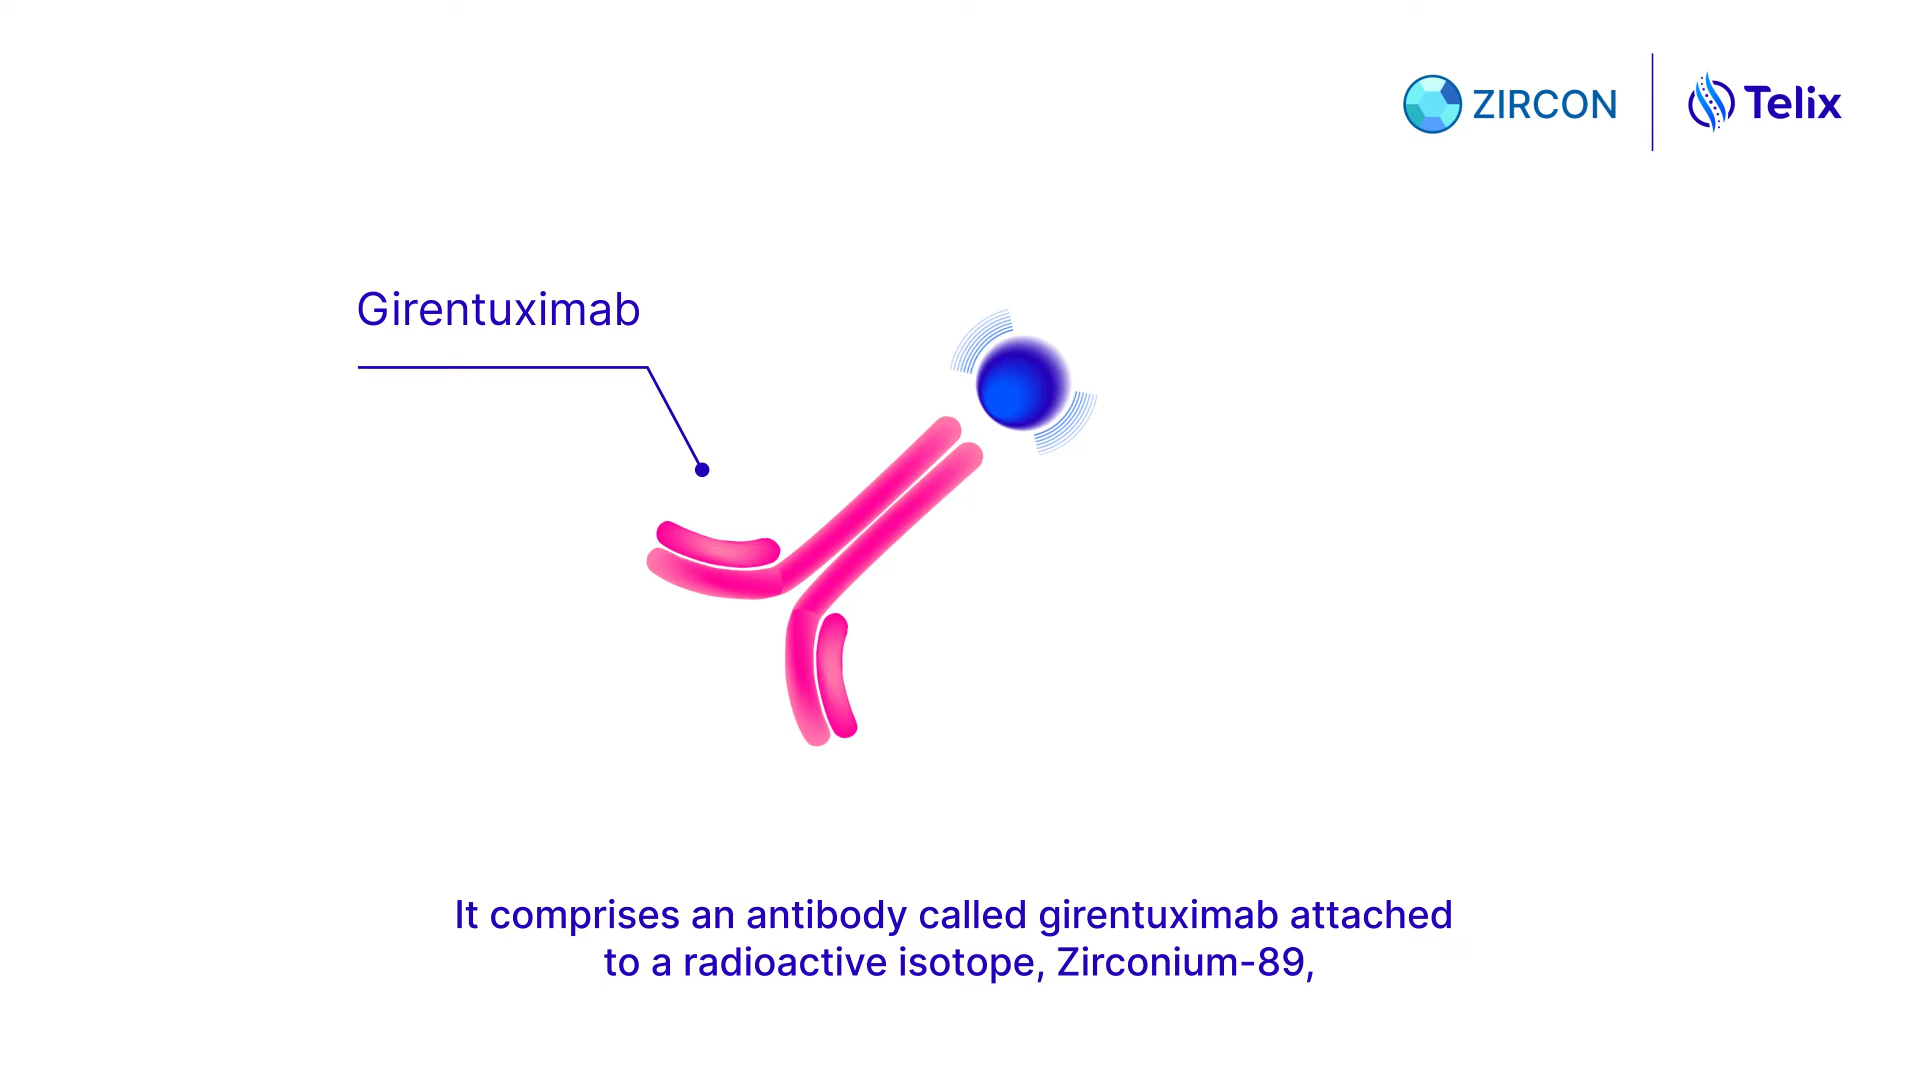 ZIRCON
Telix
Girentuximab
It comprises an antibody called girentuximab attached
to a radioactive isotope, Zirconium-89,